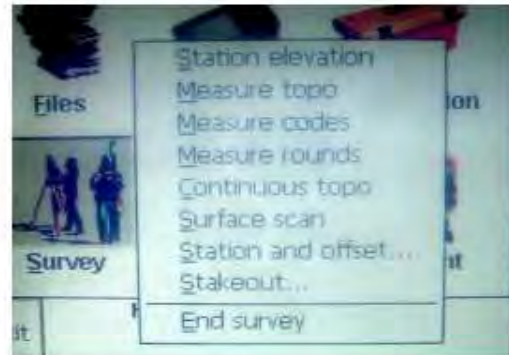 Station elevation
Measure topo
Files
ion
Measure codes
Measure rounds
Continuous topo
Surface scan
Station and offset....
Survey
nt
Stakeout...
End survey
it